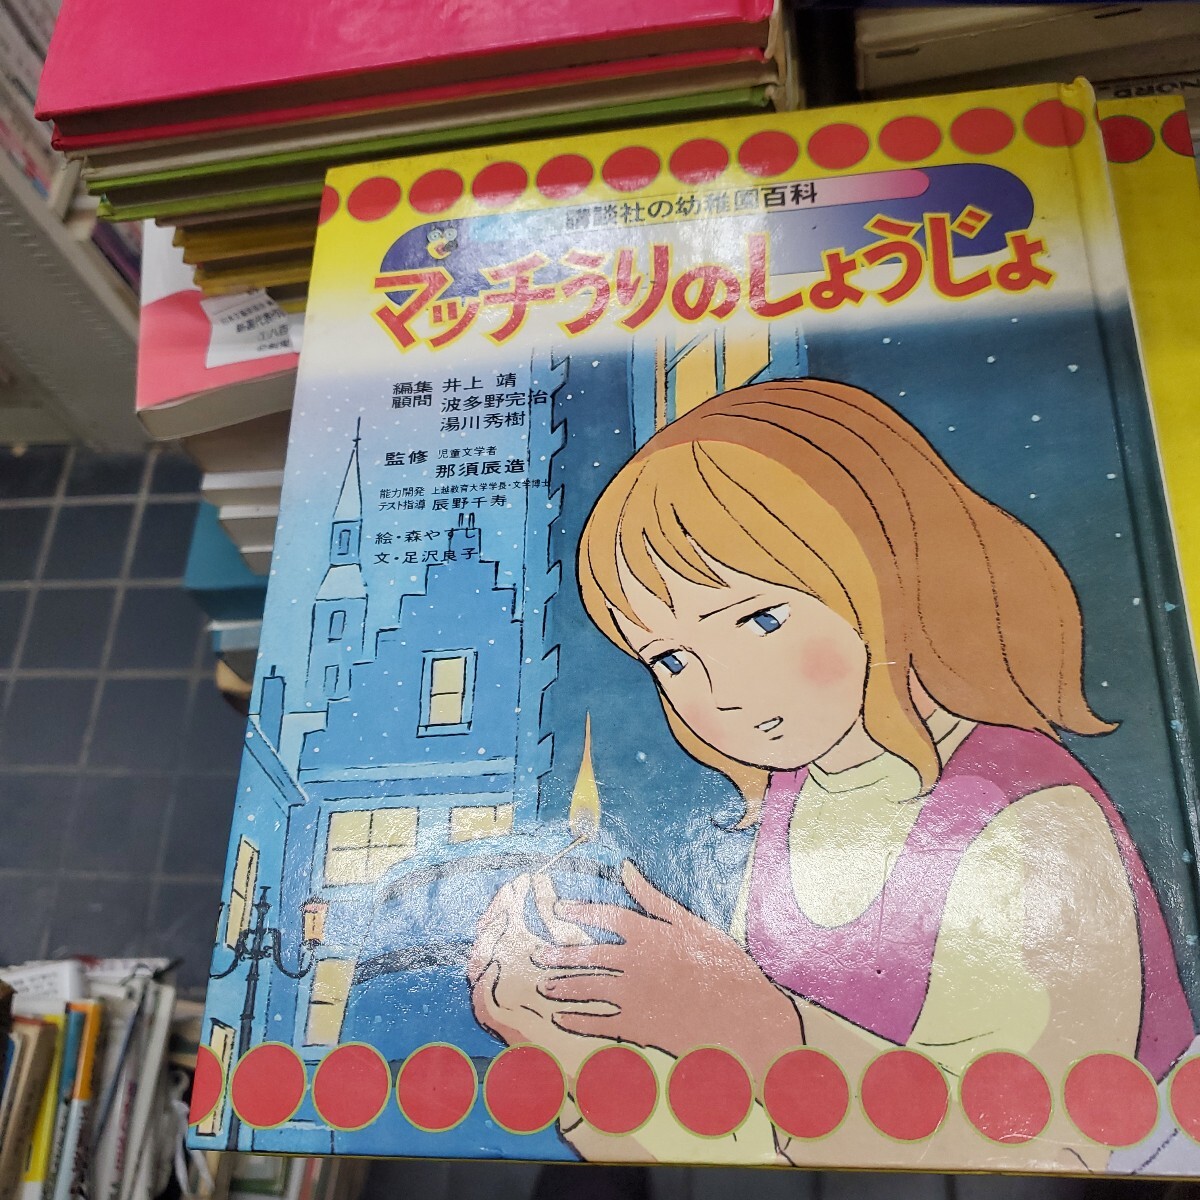 講談社の幼稚園百科
マッチうりのしょうじょ
編集
顧問
井上 靖
波多野完治
湯川秀樹
監修 児童文学者
那須辰造
能力開発 上越教育大学学長・文学博士
テスト指導 辰野千寿
絵・森やすじ
文・足沢良子
NORD